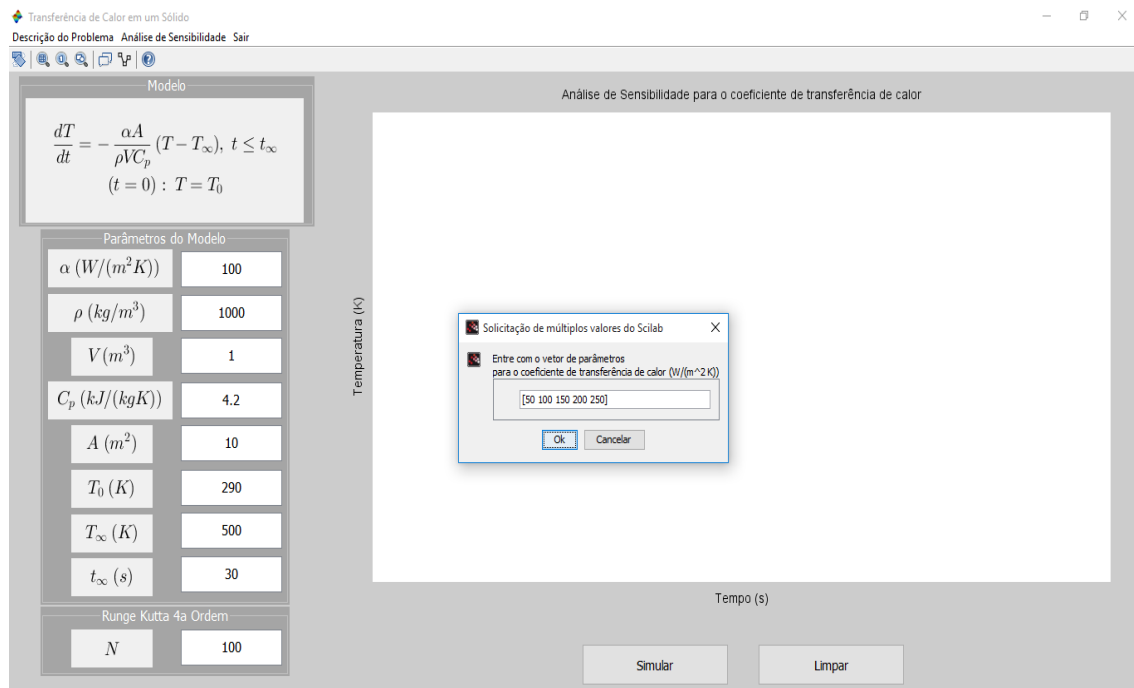 Transferência de Calor em um Sólido
Descrição do Problema Análise de Sensibilidade Sair
Modelo
dT/dt = − αA/ρVC_p (T − T_∞), t ≤ t_∞
(t = 0) : T = T_0
Parâmetros do Modelo
α (W/(m²K)) 100
ρ (kg/m³) 1000
V(m³) 1
C_p (kJ/(kgK)) 4.2
A (m²) 10
T_0 (K) 290
T_∞ (K) 500
t_∞ (s) 30
Runge Kutta 4a Ordem
N 100
Análise de Sensibilidade para o coeficiente de transferência de calor
Temperatura (K)
Solicitação de múltiplos valores do Scilab
Entre com o vetor de parâmetros
para o coeficiente de transferência de calor (W/(m^2 K))
[50 100 150 200 250]
Ok Cancelar
Tempo (s)
Simular Limpar